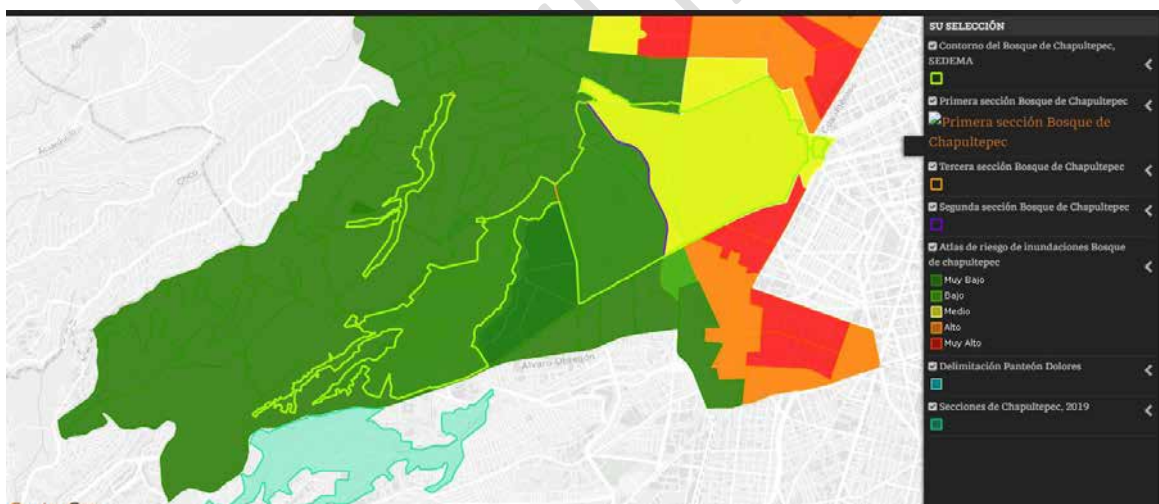 SU SELECCIÓN
Contorno del Bosque de Chapultepec,
SEDEMA
Primera sección Bosque de Chapultepec
Primera sección Bosque de
Chapultepec
Tercera sección Bosque de Chapultepec
Segunda sección Bosque de Chapultepec
Atlas de riesgo de inundaciones Bosque
de chapultepec
Muy Bajo
Bajo
Medio
Alto
Muy Alto
Delimitación Panteón Dolores
Secciones de Chapultepec, 2019
Alvaro Obregón